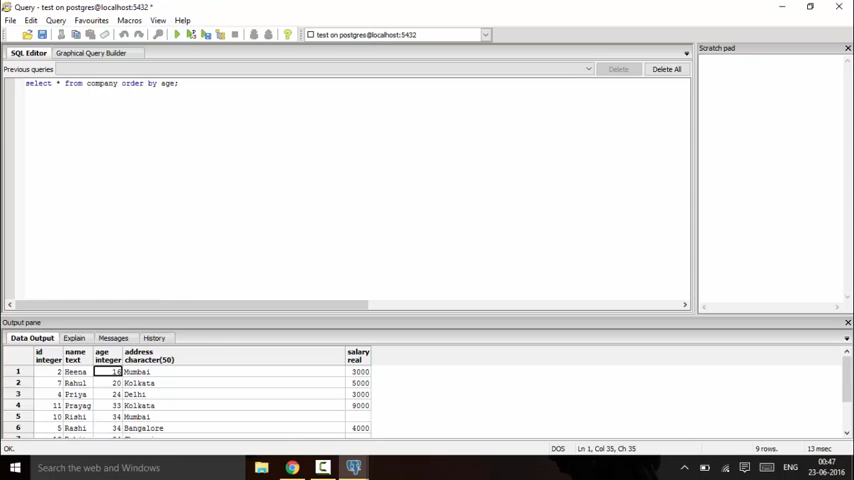 Query - test on postgres@localhost:5432 *
File Edit Query Favourites Macros View Help
test on postgres@localhost:5432
SQL Editor Graphical Query Builder
Scratch pad
Previous queries Delete Delete All
select * from company order by age;
Output pane
Data Output Explain Messages History
id integer name text age integer address character(50) salary real
1 2 Heena 16 Mumbai 3000
2 7 Rahul 20 Kolkata 5000
3 4 Priya 24 Delhi 3000
4 11 Prayag 33 Kolkata 9000
5 10 Rishi 34 Mumbai
6 5 Rashi 34 Bangalore 4000
OK. DOS Ln 1, Col 35, Ch 35 9 rows. 13 msec
Search the web and Windows
ENG
00:47
23-06-2016